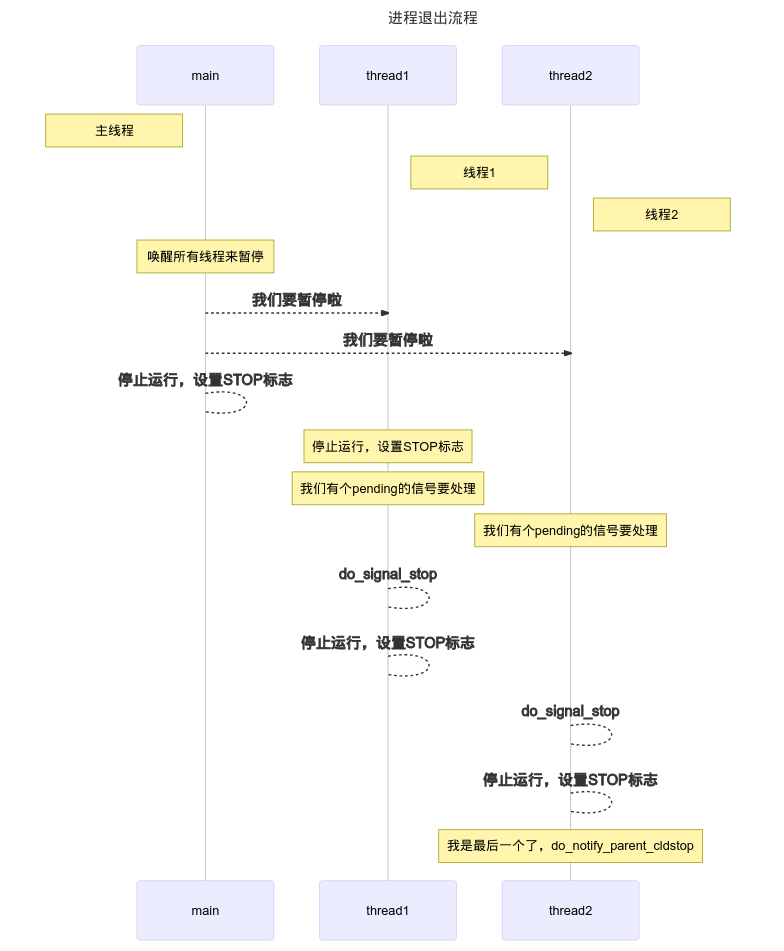 进程退出流程
main
thread1
thread2
主线程
线程1
线程2
唤醒所有线程来暂停
我们要暂停啦
我们要暂停啦
停止运行，设置STOP标志
停止运行，设置STOP标志
我们有个pending的信号要处理
我们有个pending的信号要处理
do_signal_stop
停止运行，设置STOP标志
do_signal_stop
停止运行，设置STOP标志
我是最后一个了，do_notify_parent_cldstop
main
thread1
thread2